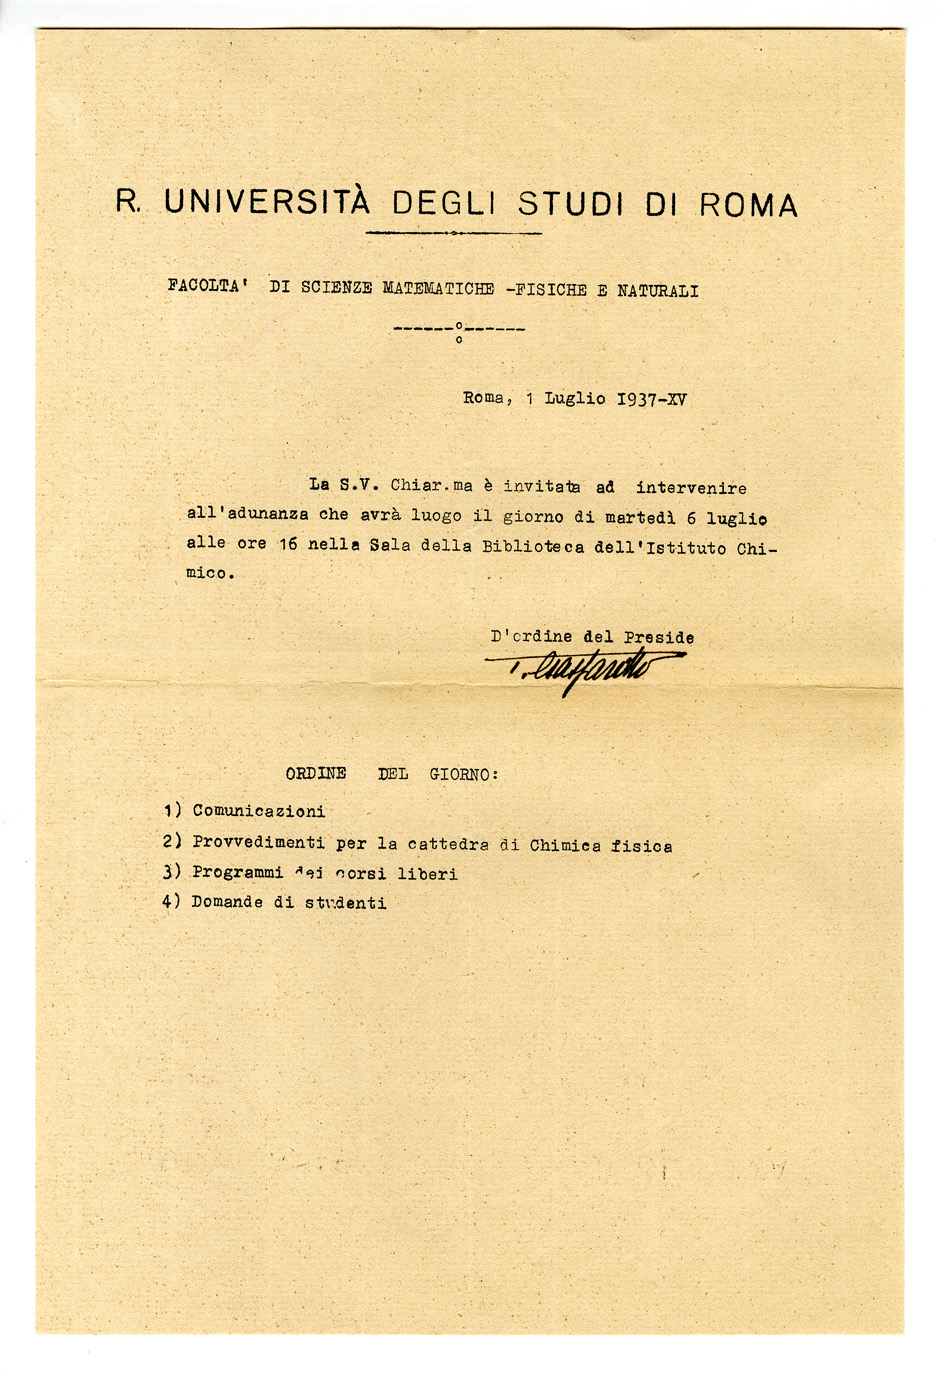 R. UNIVERSITÀ DEGLI STUDI DI ROMA
FACOLTA' DI SCIENZE MATEMATICHE -FISICHE E NATURALI
Roma, 1 Luglio 1937-XV
La S.V. Chiar.ma è invitata ad intervenire
all'adunanza che avrà luogo il giorno di martedì 6 luglio
alle ore 16 nella Sala della Biblioteca dell'Istituto Chi-
mico.
D'ordine del Preside
ORDINE DEL GIORNO:
1) Comunicazioni
2) Provvedimenti per la cattedra di Chimica fisica
3) Programmi dei corsi liberi
4) Domande di studenti